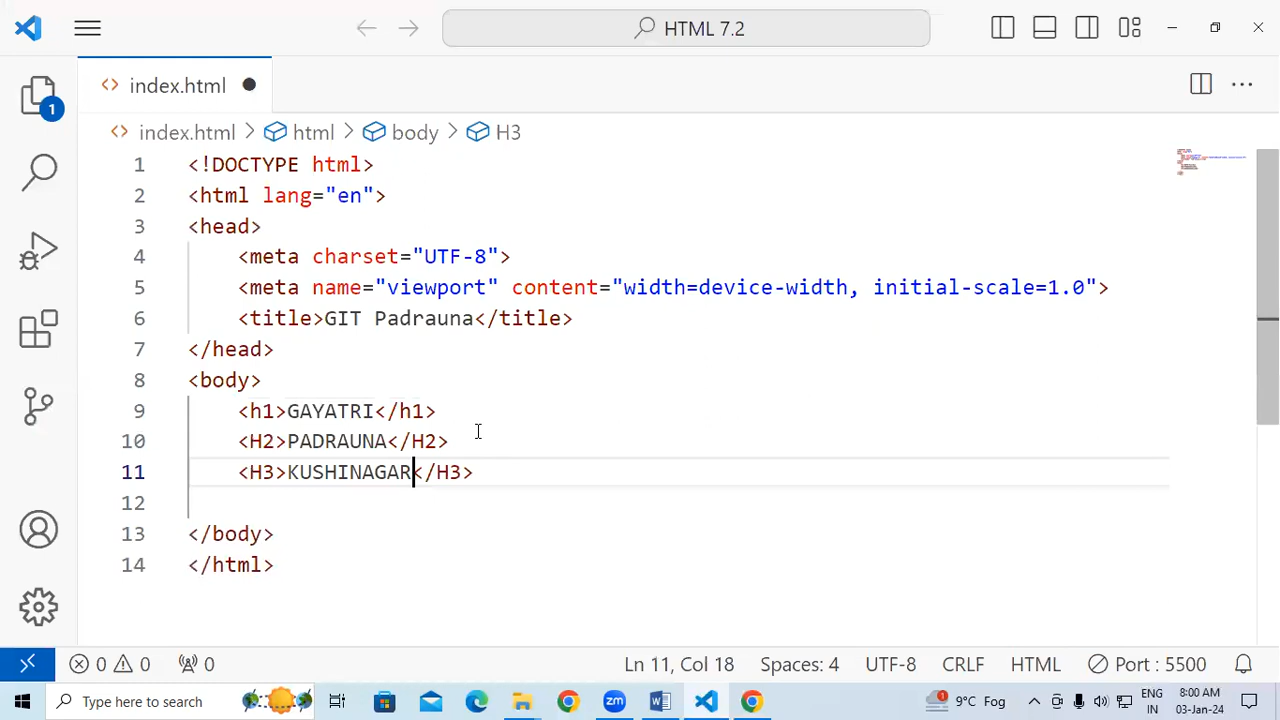 HTML 7.2
index.html
1
index.html > html > body > H3
1 <!DOCTYPE html>
2 <html lang="en">
3 <head>
4 <meta charset="UTF-8">
5 <meta name="viewport" content="width=device-width, initial-scale=1.0">
6 <title>GIT Padrauna</title>
7 </head>
8 <body>
9 <h1>GAYATRI</h1>
10 <H2>PADRAUNA</H2>
11 <H3>KUSHINAGAR</H3>
12
13 </body>
14 </html>
0 0 0 Ln 11, Col 18 Spaces: 4 UTF-8 CRLF HTML Port : 5500
Type here to search zm W 1 9°C Fog ENG IN 8:00 AM 03-Jan-24